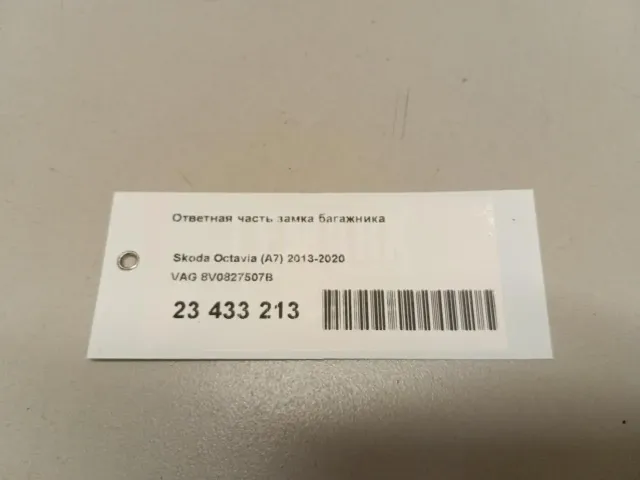 Ответная часть замка багажника
Skoda Octavia (A7) 2013-2020
VAG 8V0827507B
23 433 213